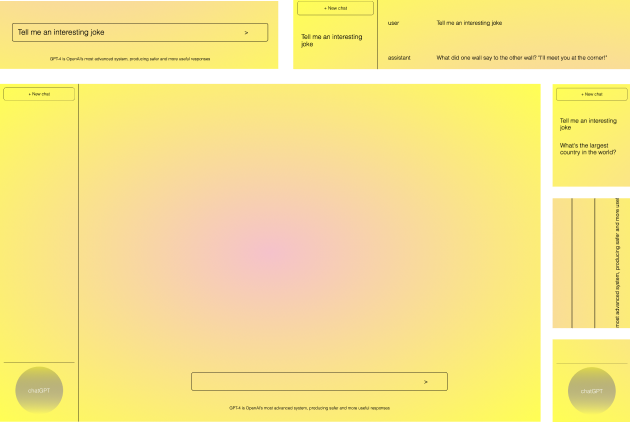 Tell me an interesting joke >
GPT-4 is OpenAI's most advanced system, producing safer and more useful responses
+ New chat
Tell me an interesting
joke
user Tell me an interesting joke
assistant What did one wall say to the other wall? "I'll meet you at the corner!"
+ New chat
chatGPT
>
GPT-4 is OpenAI's most advanced system, producing safer and more useful responses
+ New chat
Tell me an interesting
joke
What's the largest
country in the world?
most advanced system, producing safer and more usef
chatGPT